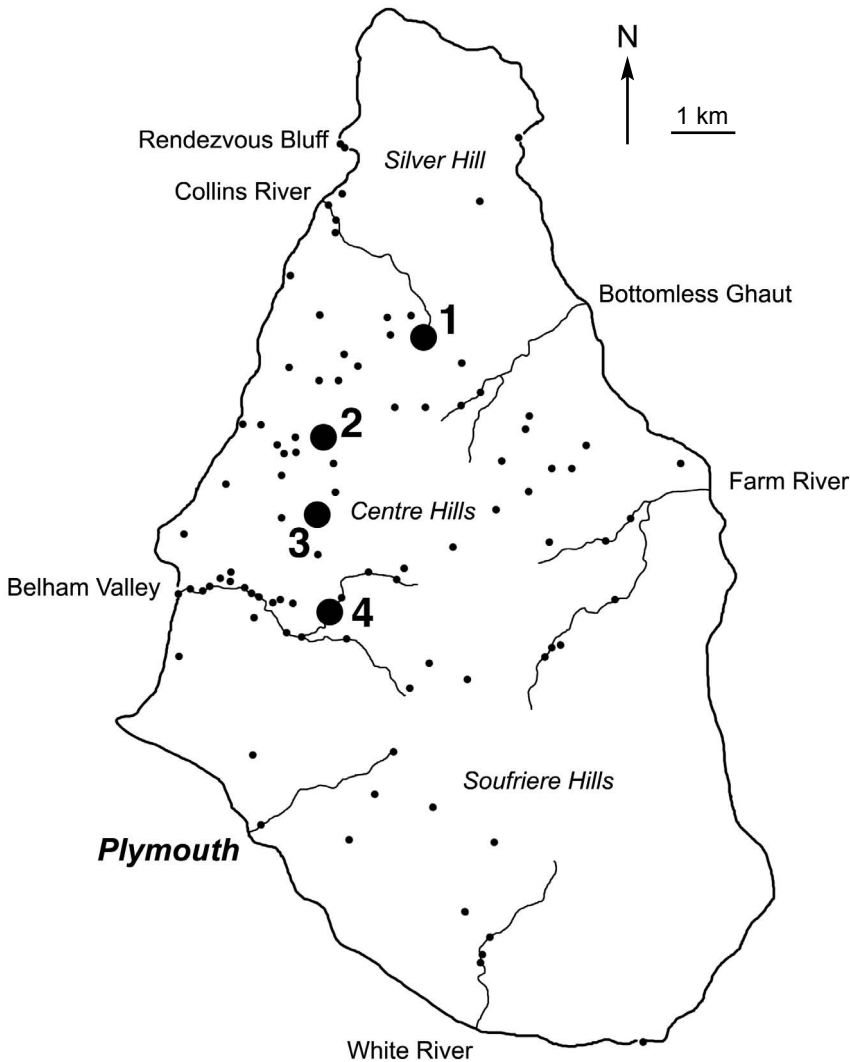 N
1 km
Rendezvous Bluff
Silver Hill
Collins River
Bottomless Ghaut
1
2
Farm River
Centre Hills
3
Belham Valley
4
Soufriere Hills
Plymouth
White River